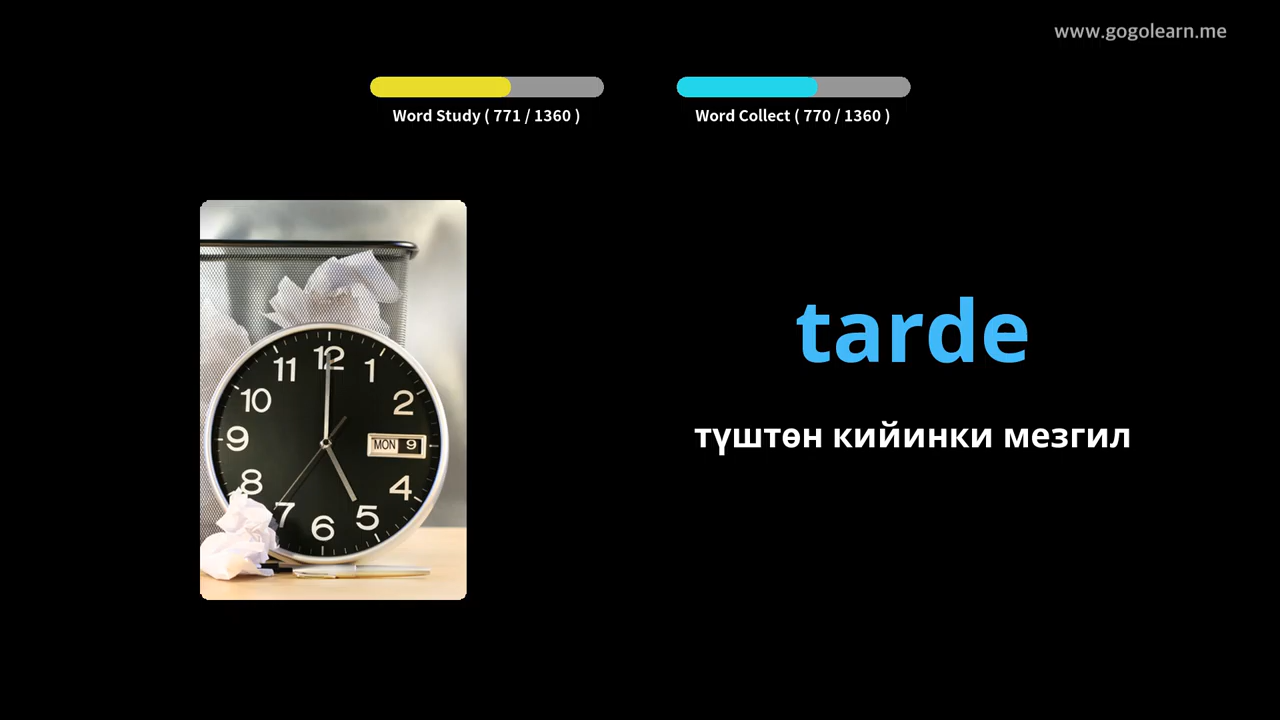 www.gogolearn.me
Word Study ( 771 / 1360 )
Word Collect ( 770 / 1360 )
tarde
түштөн кийинки мезгил
12
11
1
10
2
9
MON 9
8
4
7
5
6